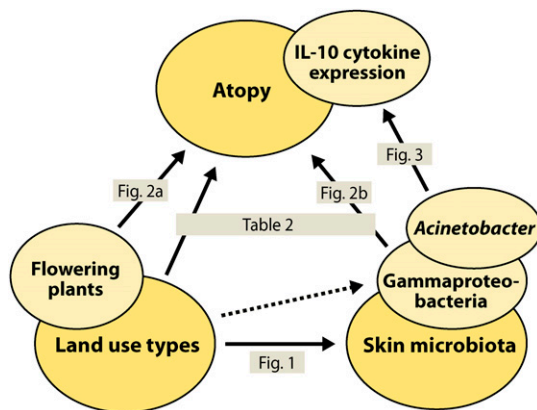 IL-10 cytokine
expression
Atopy
Fig. 3
Fig. 2a
Fig. 2b
Table 2
Acinetobacter
Flowering
plants
Gammaproteo-
bacteria
Land use types
Skin microbiota
Fig. 1